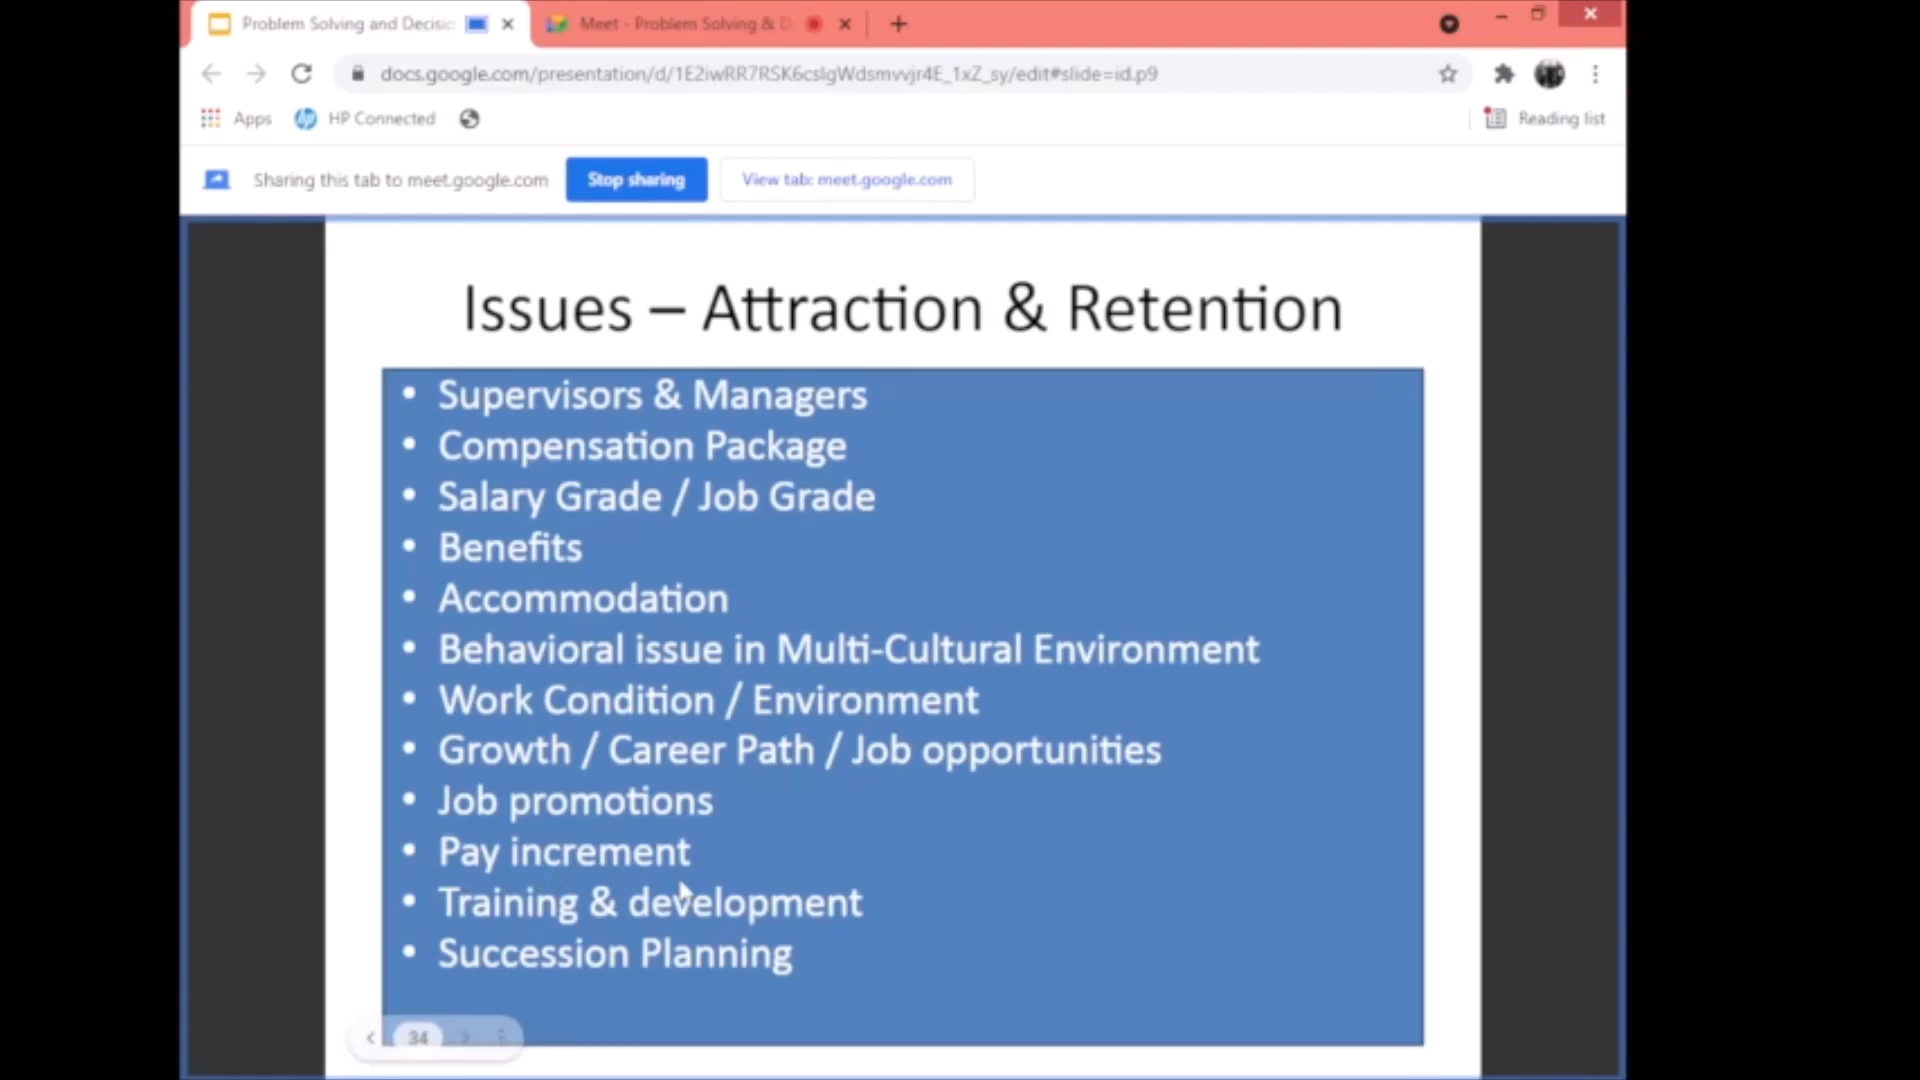 Problem Solving and Decisio
Meet - Problem Solving & D
docs.google.com/presentation/d/1E2iwRR7RSK6cslgWdsmvvjr4E_1xZ_sy/edit#slide=id.p9
Apps
HP Connected
Reading list
Sharing this tab to meet.google.com
Stop sharing
View tab: meet.google.com
Issues – Attraction & Retention
• Supervisors & Managers
• Compensation Package
• Salary Grade / Job Grade
• Benefits
• Accommodation
• Behavioral issue in Multi-Cultural Environment
• Work Condition / Environment
• Growth / Career Path / Job opportunities
• Job promotions
• Pay increment
• Training & development
• Succession Planning
34